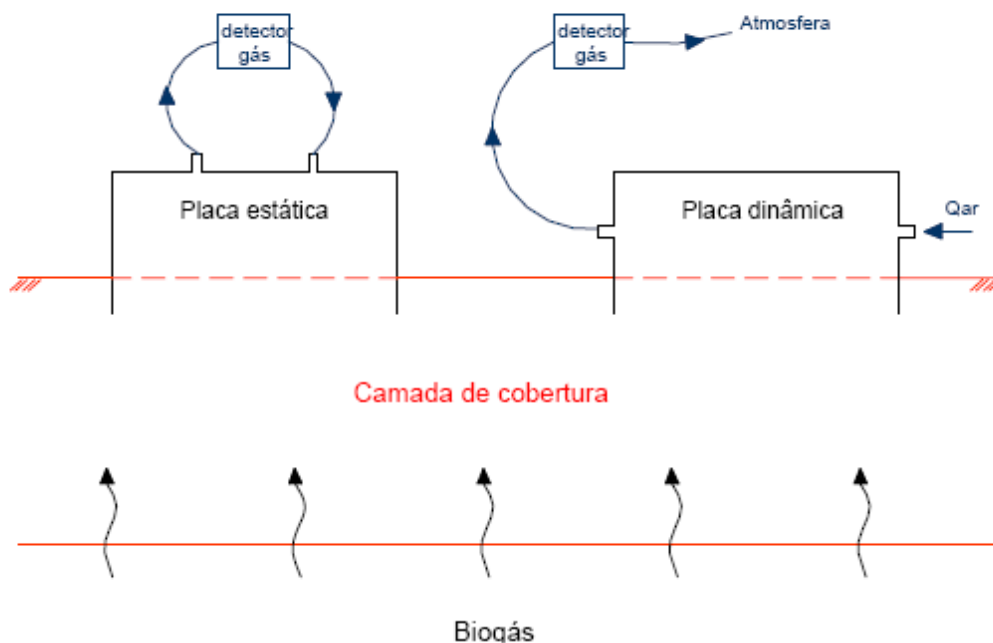 detector
gás
detector
gás
Atmosfera
Placa estática
Placa dinâmica
Qar
Camada de cobertura
Biogás